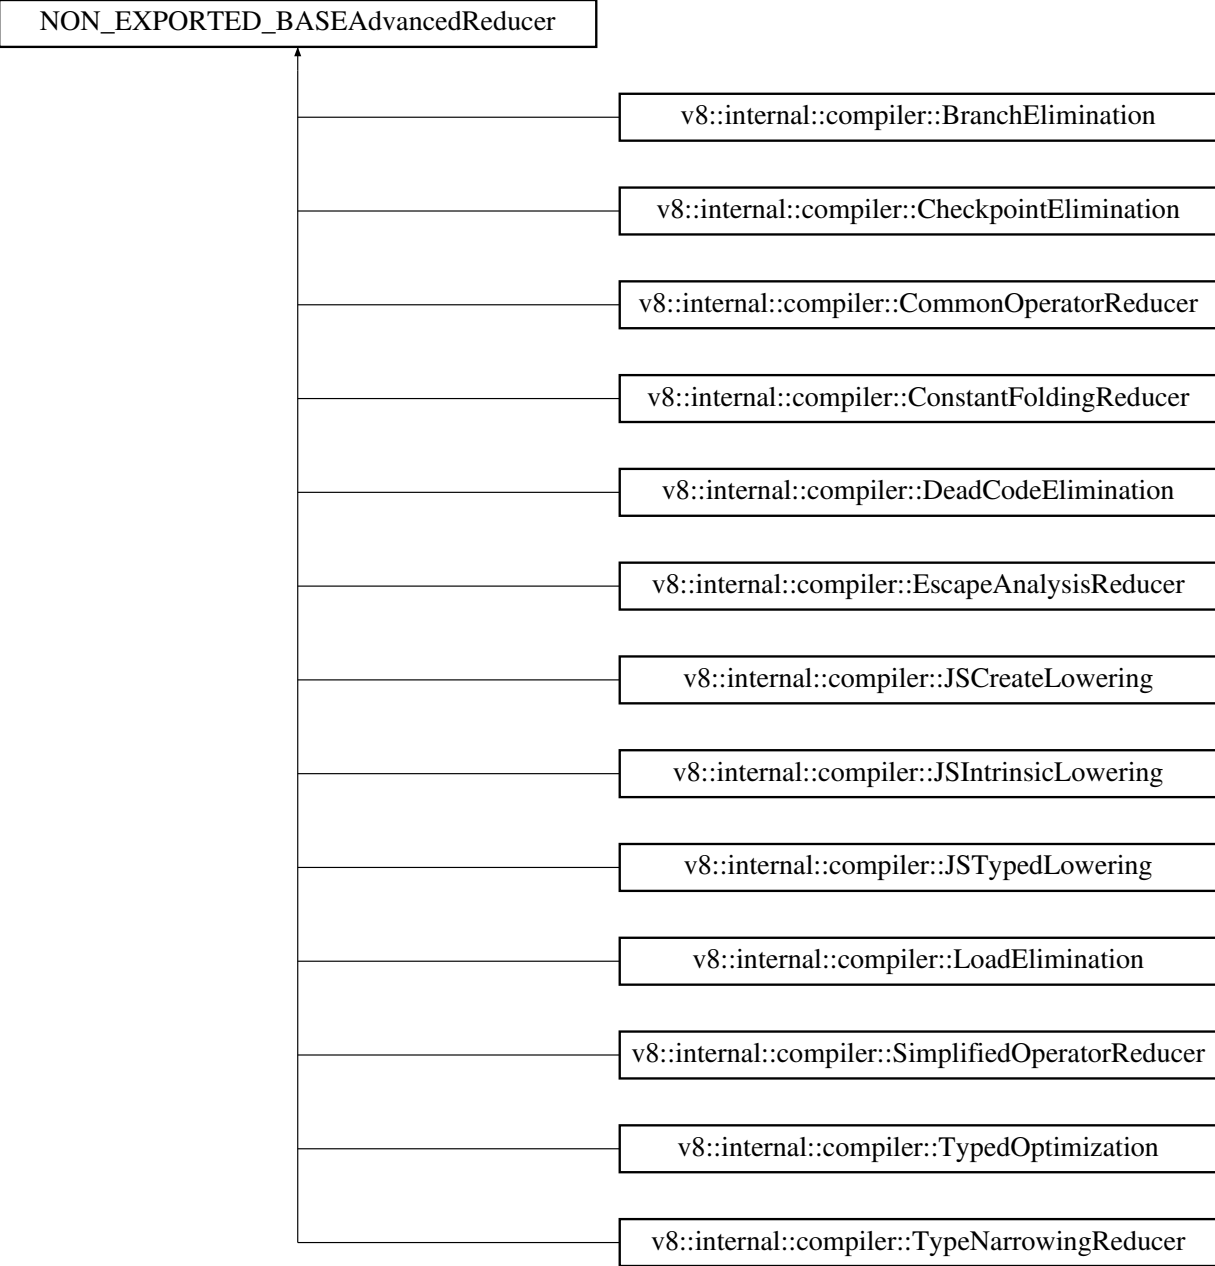 NON_EXPORTED_BASEAdvancedReducer
v8::internal::compiler::BranchElimination
v8::internal::compiler::CheckpointElimination
v8::internal::compiler::CommonOperatorReducer
v8::internal::compiler::ConstantFoldingReducer
v8::internal::compiler::DeadCodeElimination
v8::internal::compiler::EscapeAnalysisReducer
v8::internal::compiler::JSCreateLowering
v8::internal::compiler::JSIntrinsicLowering
v8::internal::compiler::JSTypedLowering
v8::internal::compiler::LoadElimination
v8::internal::compiler::SimplifiedOperatorReducer
v8::internal::compiler::TypedOptimization
v8::internal::compiler::TypeNarrowingReducer